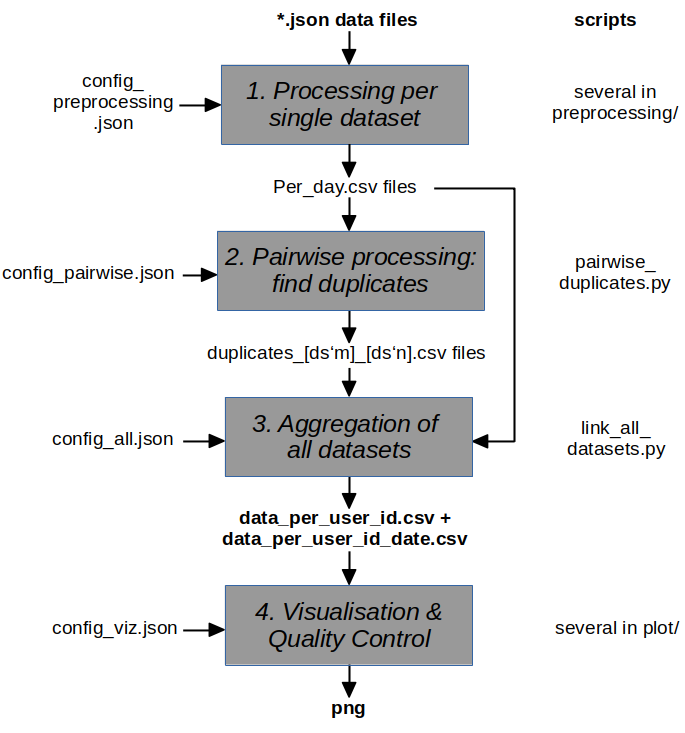 *.json data files
scripts
config_
preprocessing
.json
1. Processing per
single dataset
several in
preprocessing/
Per_day.csv files
config_pairwise.json
2. Pairwise processing:
find duplicates
pairwise_
duplicates.py
duplicates_[ds‘m]_[ds‘n].csv files
config_all.json
3. Aggregation of
all datasets
link_all_
datasets.py
data_per_user_id.csv +
data_per_user_id_date.csv
config_viz.json
4. Visualisation &
Quality Control
several in plot/
png